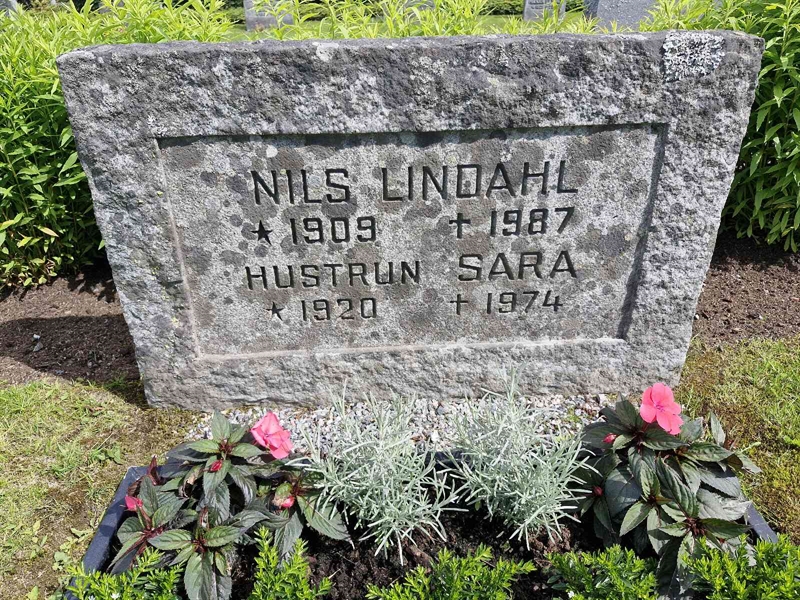 NILS LINDAHL
★ 1909 ✝ 1987
HUSTRUN SARA
★ 1920 ✝ 1974